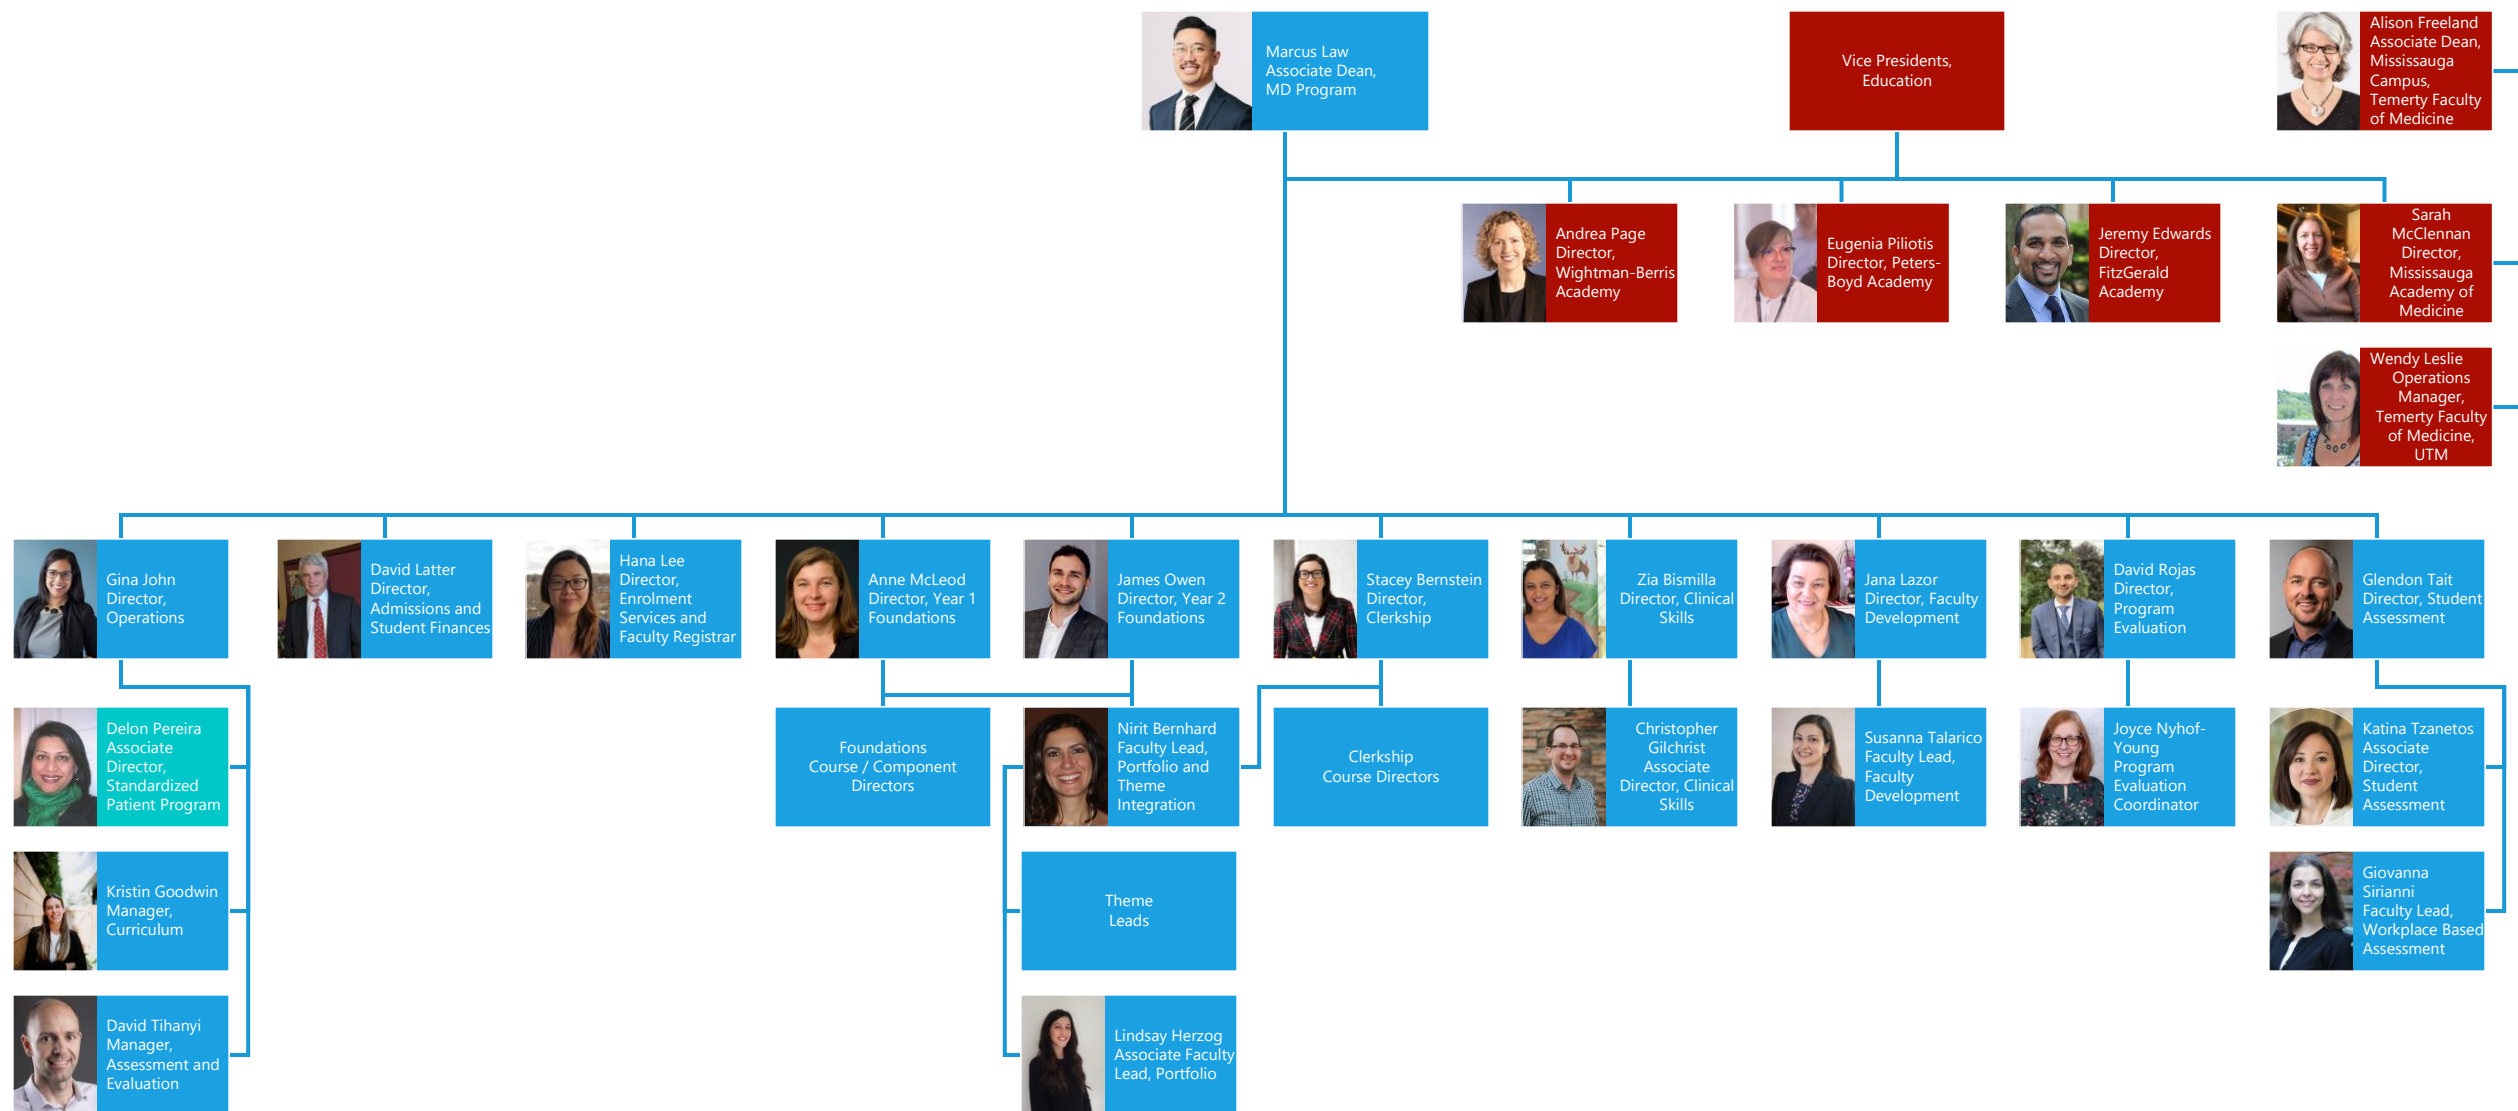 Marcus Law
Associate Dean,
MD Program
Vice Presidents,
Education
Alison Freeland
Associate Dean,
Mississauga
Campus,
Temerty Faculty
of Medicine
Andrea Page
Director,
Wightman-Berris
Academy
Eugenia Piliotis
Director, Peters-
Boyd Academy
Jeremy Edwards
Director,
FitzGerald
Academy
Sarah
McClennan
Director,
Mississauga
Academy of
Medicine
Wendy Leslie
Operations
Manager,
Temerty Faculty
of Medicine,
UTM
Gina John
Director,
Operations
David Latter
Director,
Admissions and
Student Finances
Hana Lee
Director,
Enrolment
Services and
Faculty Registrar
Anne McLeod
Director, Year 1
Foundations
James Owen
Director, Year 2
Foundations
Stacey Bernstein
Director,
Clerkship
Zia Bismilla
Director, Clinical
Skills
Jana Lazor
Director, Faculty
Development
David Rojas
Director,
Program
Evaluation
Glendon Tait
Director, Student
Assessment
Delon Pereira
Associate
Director,
Standardized
Patient Program
Foundations
Course / Component
Directors
Nirit Bernhard
Faculty Lead,
Portfolio and
Theme
Integration
Clerkship
Course Directors
Christopher
Gilchrist
Associate
Director, Clinical
Skills
Susanna Talarico
Faculty Lead,
Faculty
Development
Joyce Nyhof-
Young
Program
Evaluation
Coordinator
Katina Tzanetos
Associate
Director,
Student
Assessment
Kristin Goodwin
Manager,
Curriculum
Theme
Leads
Giovanna
Sirianni
Faculty Lead,
Workplace Based
Assessment
David Tihanyi
Manager,
Assessment and
Evaluation
Lindsay Herzog
Associate Faculty
Lead, Portfolio